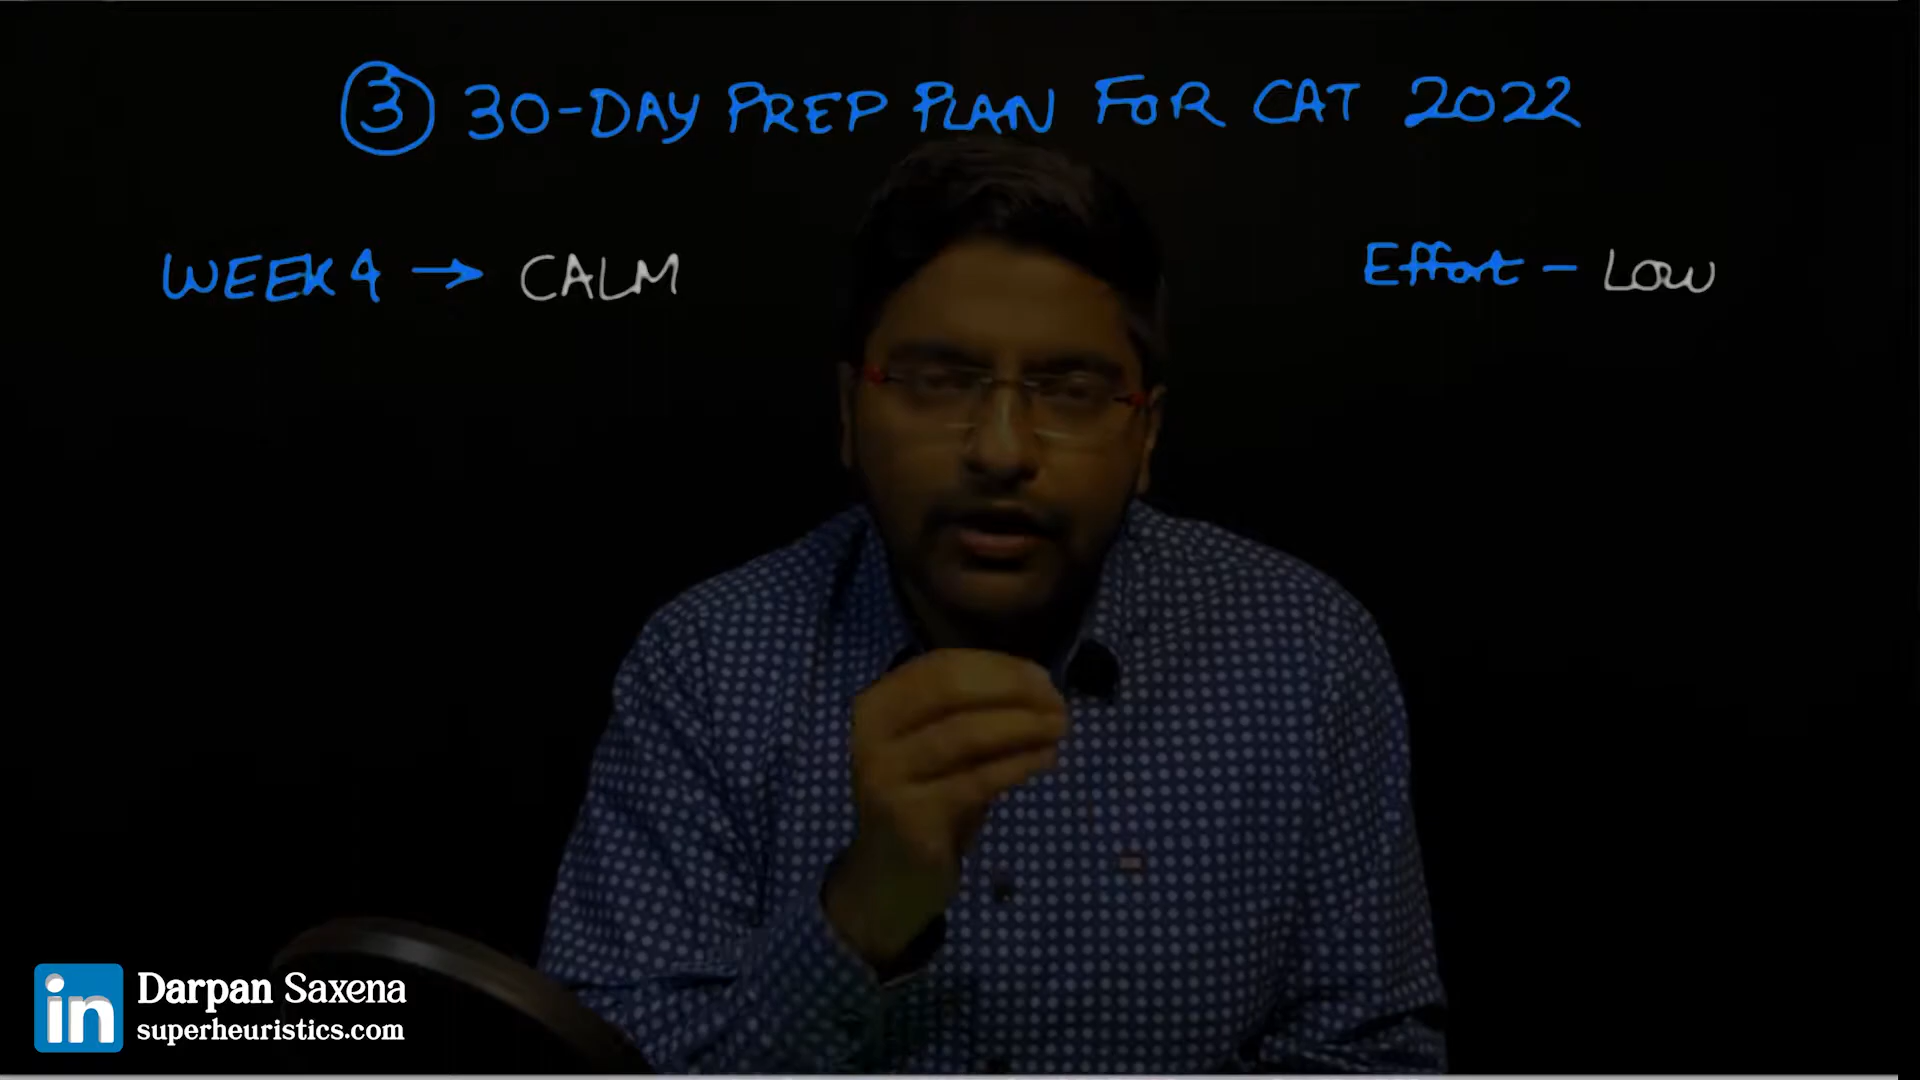 ③ 30-DAY PREP PLAN FOR CAT 2022
WEEK 4 → CALM
Effort - LOW
in Darpan Saxena
superheuristics.com